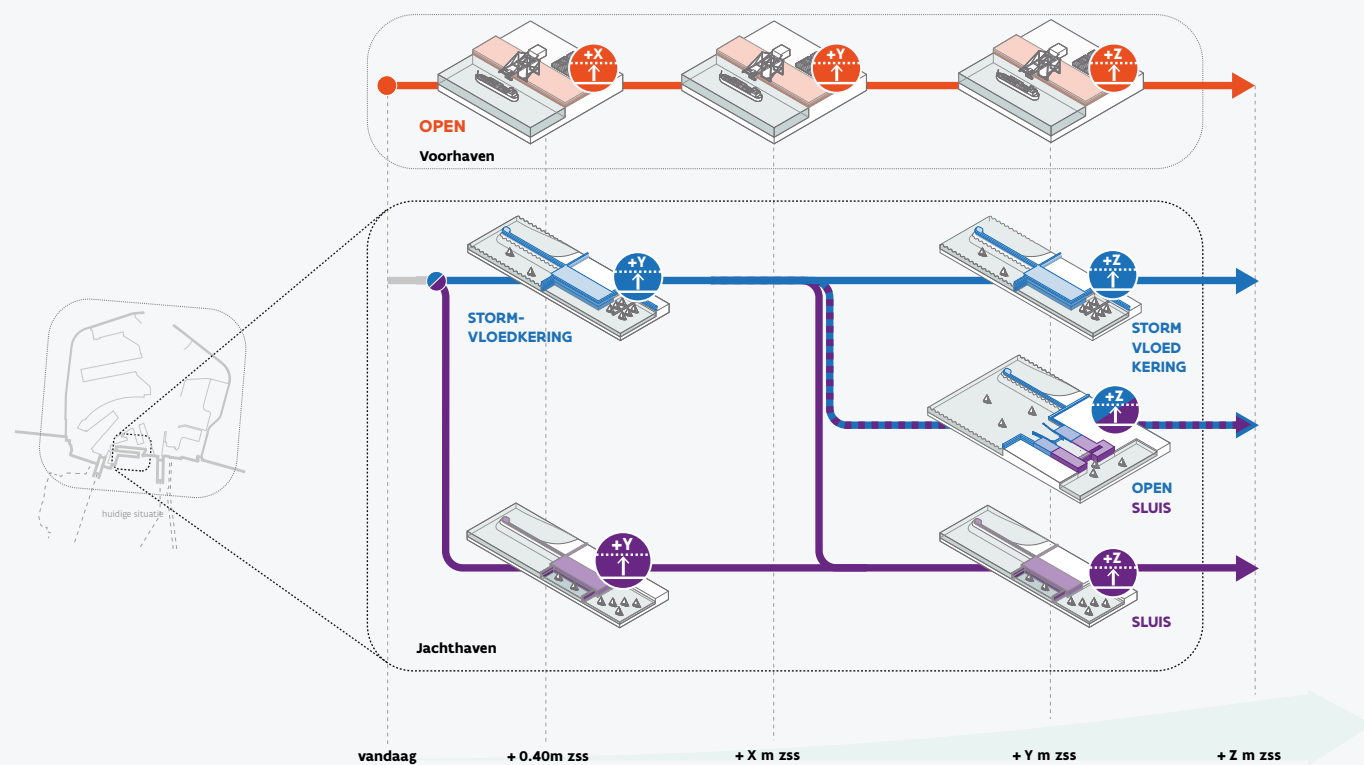 +X
+Y
+Z
OPEN
Voorhaven
+Y
+Z
STORM-
VLOEDKERING
STORM
VLOED
KERING
+Z
OPEN
SLUIS
huidige situatie
+Y
+Z
SLUIS
Jachthaven
vandaag
+ 0.40m zss
+ X m zss
+ Y m zss
+ Z m zss